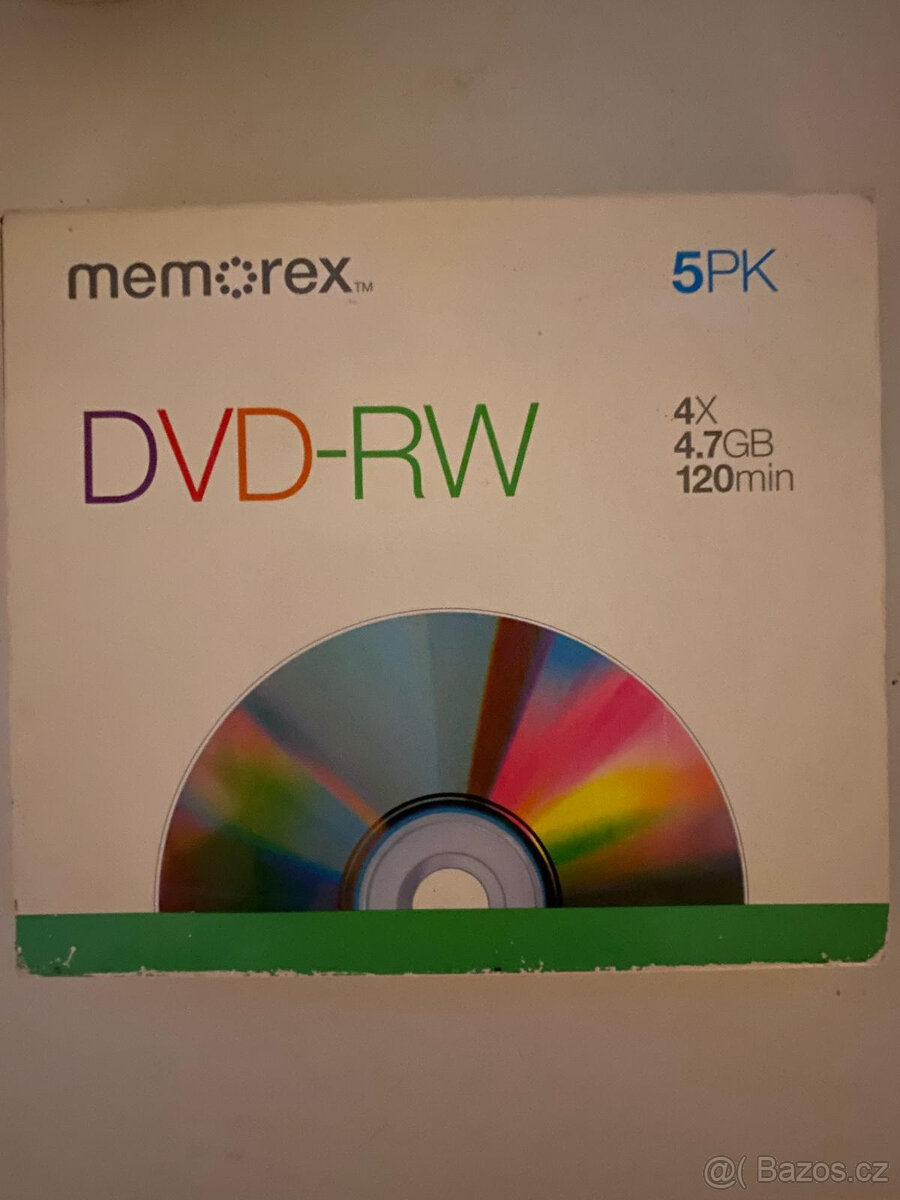 memorex™
5PK
DVD-RW
4X
4.7GB
120min
@( Bazos.cz